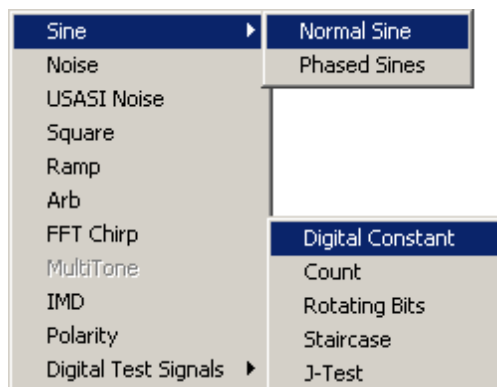 Sine
Noise
USASI Noise
Square
Ramp
Arb
FFT Chirp
MultiTone
IMD
Polarity
Digital Test Signals
Normal Sine
Phased Sines
Digital Constant
Count
Rotating Bits
Staircase
J-Test